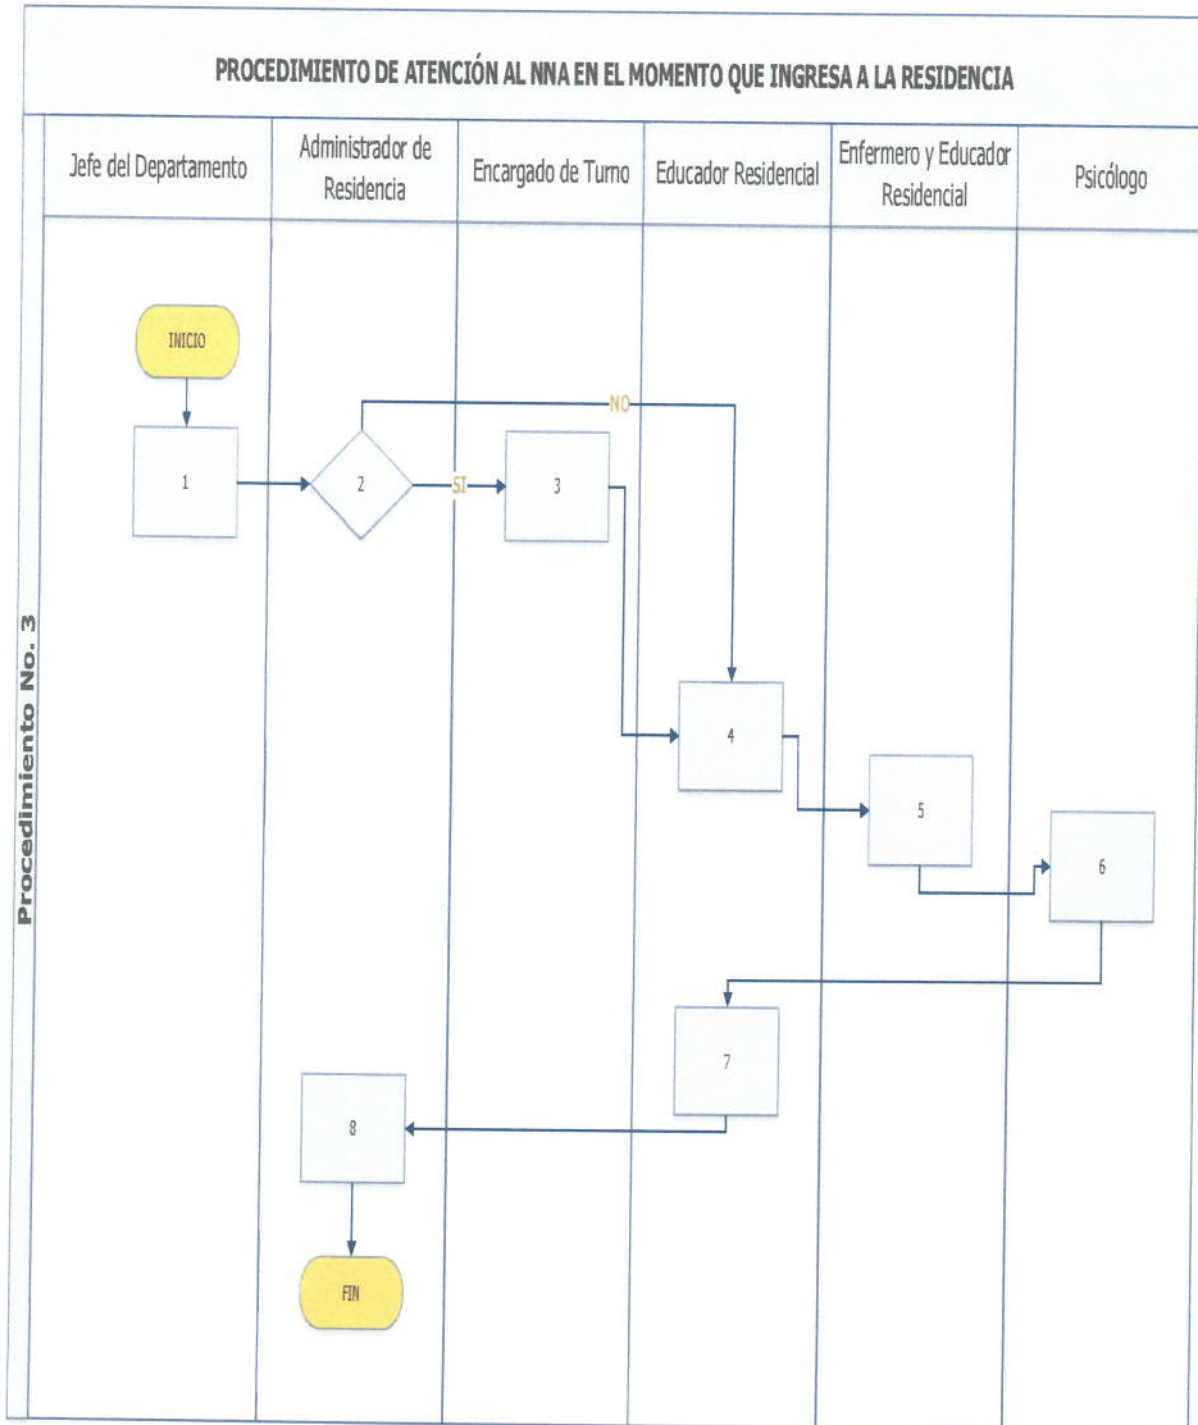 PROCEDIMIENTO DE ATENCIÓN AL NNA EN EL MOMENTO QUE INGRESA A LA RESIDENCIA
Procedimiento No. 3
Jefe del Departamento
Administrador de
Residencia
Encargado de Turno
Educador Residencial
Enfermero y Educador
Residencial
Psicólogo
INICIO
NO
1
2
SI
3
4
5
6
7
8
FIN